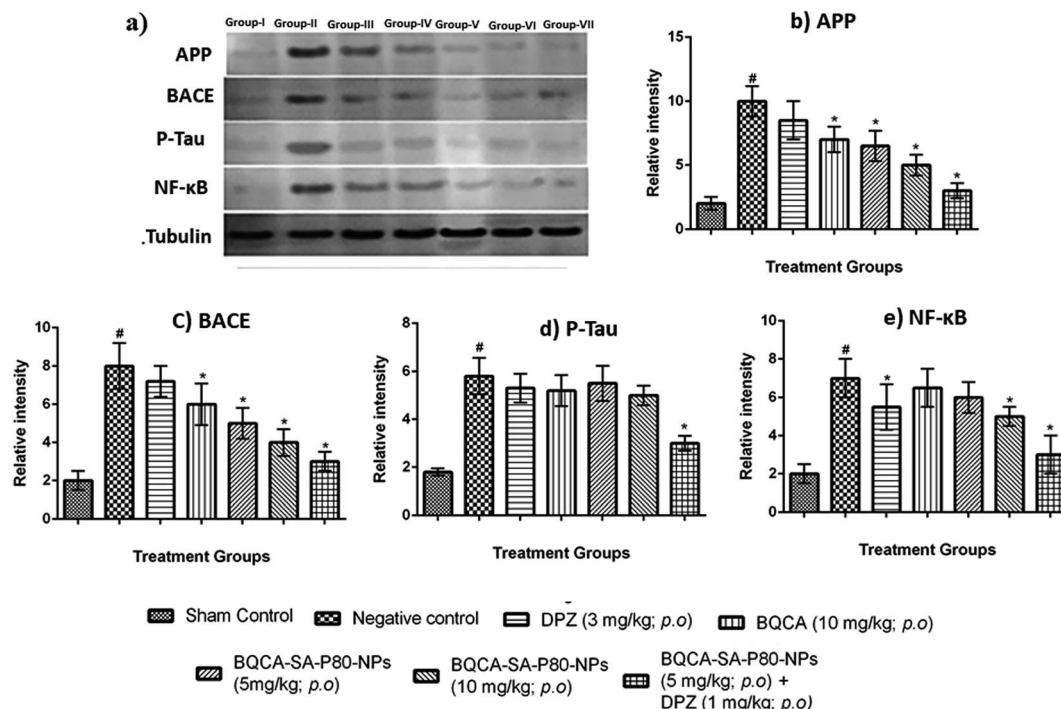 a)
Group-I Group-II Group-III Group-IV Group-V Group-VI Group-VII
APP
BACE
P-Tau
NF-κB
.Tubulin
b) APP
Relative intensity
15
10
5
0
#
*
*
*
*
Treatment Groups
c) BACE
Relative intensity
10
8
6
4
2
0
#
*
*
*
*
Treatment Groups
d) P-Tau
Relative intensity
8
6
4
2
0
#
*
Treatment Groups
e) NF-κB
Relative intensity
10
8
6
4
2
0
#
*
*
*
Treatment Groups
Sham Control
Negative control
DPZ (3 mg/kg; p.o)
BQCA (10 mg/kg; p.o)
BQCA-SA-P80-NPs
(5mg/kg; p.o)
BQCA-SA-P80-NPs
(10 mg/kg; p.o)
BQCA-SA-P80-NPs
(5 mg/kg; p.o) +
DPZ (1 mg/kg; p.o)